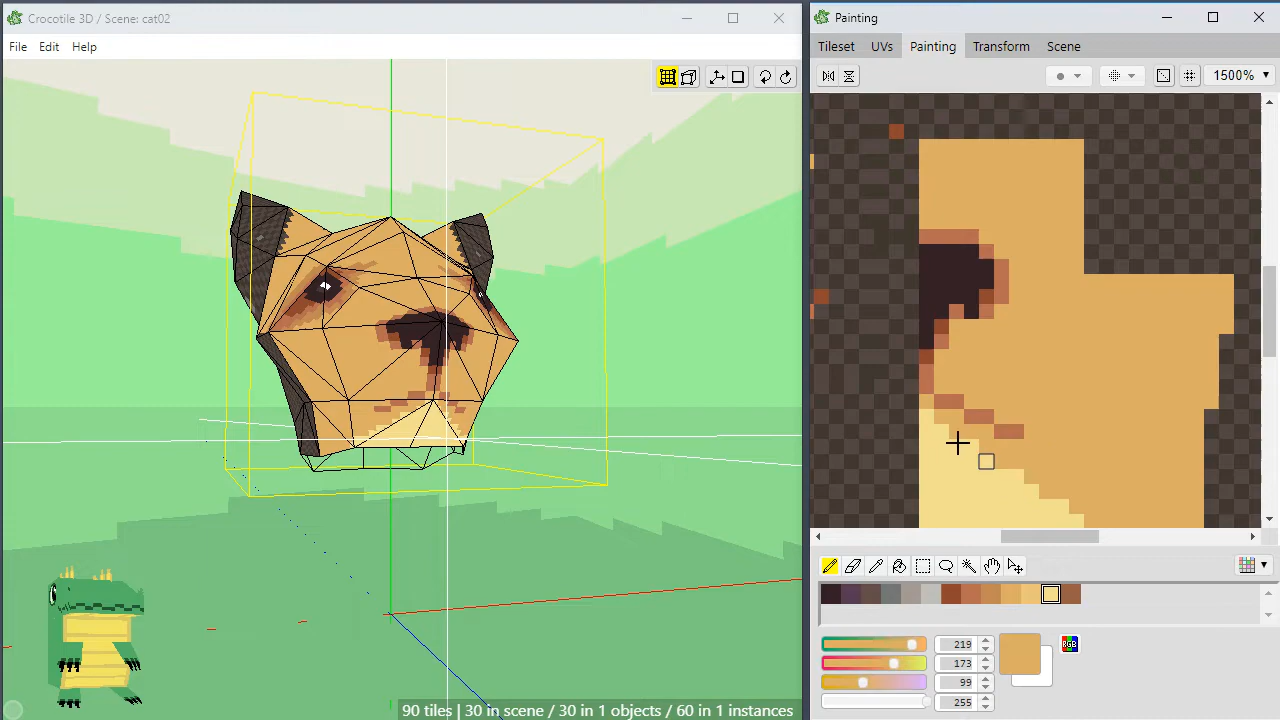 Crocotile 3D / Scene: cat02
File Edit Help
90 tiles | 30 in scene / 30 in 1 objects / 60 in 1 instances
Painting
Tileset UVs Painting Transform Scene
1500%
219
173
99
255
RGB